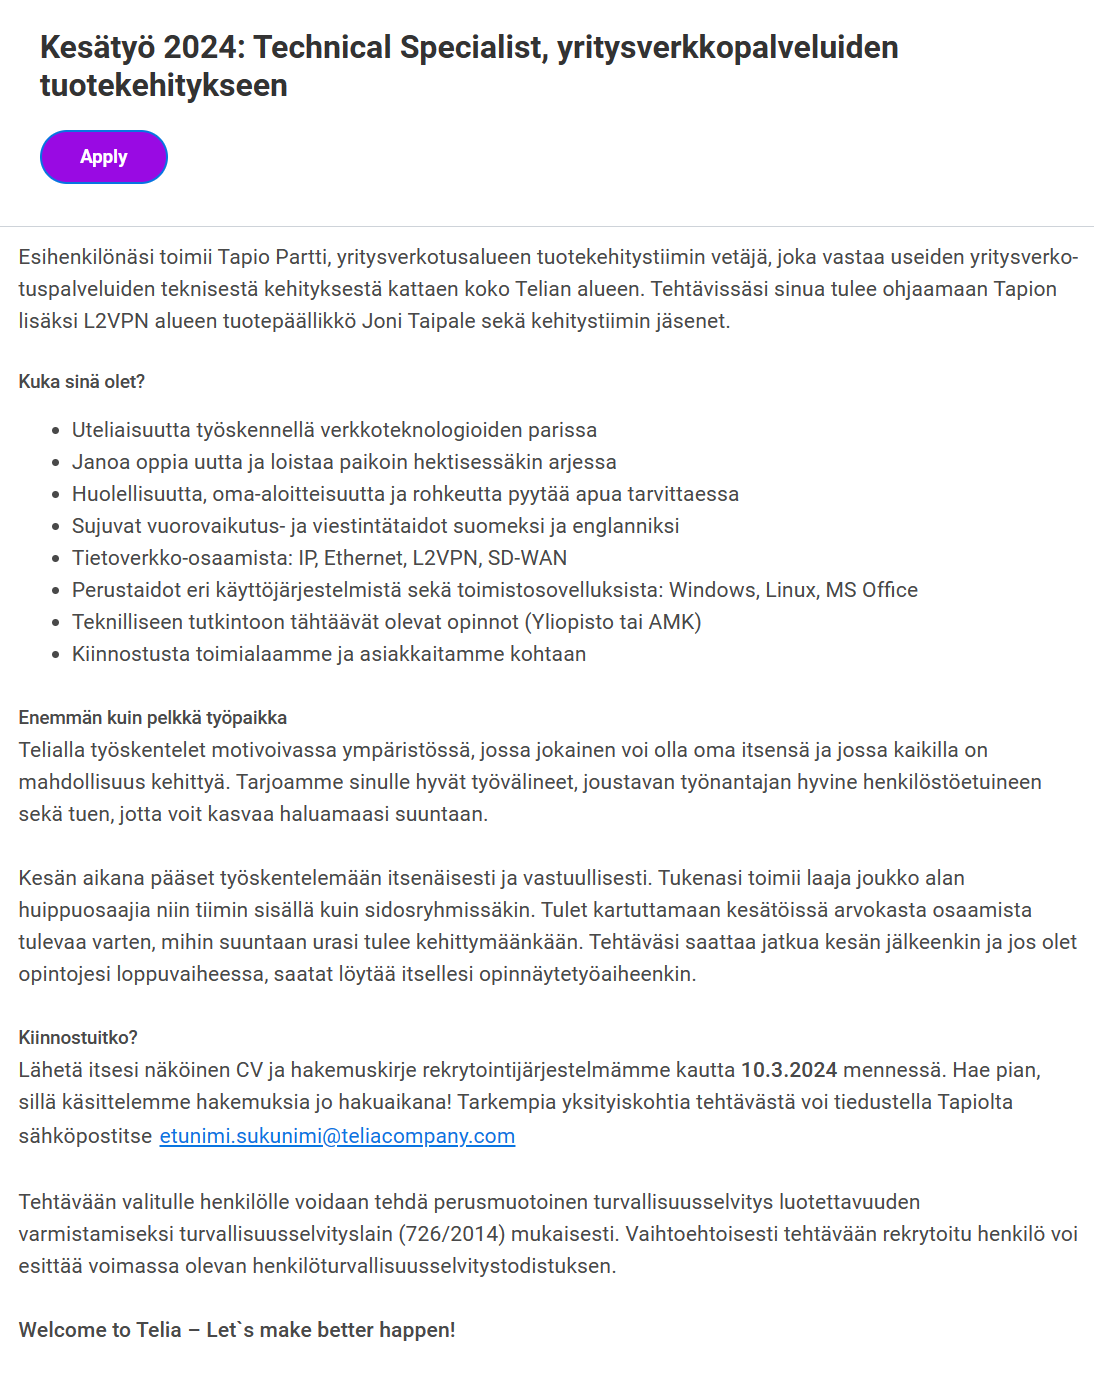 Kesätyö 2024: Technical Specialist, yritysverkkopalveluiden
tuotekehitykseen
Apply
Esihenkilönäsi toimii Tapio Partti, yritysverkotusalueen tuotekehitystiimin vetäjä, joka vastaa useiden yritysverko-
tuspalveluiden teknisestä kehityksestä kattaen koko Telian alueen. Tehtävissäsi sinua tulee ohjaamaan Tapion
lisäksi L2VPN alueen tuotepäällikkö Joni Taipale sekä kehitystiimin jäsenet.
Kuka sinä olet?
• Uteliaisuutta työskennellä verkkoteknologioiden parissa
• Janoa oppia uutta ja loistaa paikoin hektisessäkin arjessa
• Huolellisuutta, oma-aloitteisuutta ja rohkeutta pyytää apua tarvittaessa
• Sujuvat vuorovaikutus- ja viestintätaidot suomeksi ja englanniksi
• Tietoverkko-osaamista: IP, Ethernet, L2VPN, SD-WAN
• Perustaidot eri käyttöjärjestelmistä sekä toimistosovelluksista: Windows, Linux, MS Office
• Teknilliseen tutkintoon tähtäävät olevat opinnot (Yliopisto tai AMK)
• Kiinnostusta toimialaamme ja asiakkaitamme kohtaan
Enemmän kuin pelkkä työpaikka
Telialla työskentelet motivoivassa ympäristössä, jossa jokainen voi olla oma itsensä ja jossa kaikilla on
mahdollisuus kehittyä. Tarjoamme sinulle hyvät työvälineet, joustavan työnantajan hyvine henkilöstöetuineen
sekä tuen, jotta voit kasvaa haluamaasi suuntaan.
Kesän aikana pääset työskentelemään itsenäisesti ja vastuullisesti. Tukenasi toimii laaja joukko alan
huippuosaajia niin tiimin sisällä kuin sidosryhmissäkin. Tulet kartuttamaan kesätöissä arvokasta osaamista
tulevaa varten, mihin suuntaan urasi tulee kehittymäänkään. Tehtäväsi saattaa jatkua kesän jälkeenkin ja jos olet
opintojesi loppuvaiheessa, saatat löytää itsellesi opinnäytetyöaiheenkin.
Kiinnostuitko?
Lähetä itsesi näköinen CV ja hakemuskirje rekrytointijärjestelmämme kautta 10.3.2024 mennessä. Hae pian,
sillä käsittelemme hakemuksia jo hakuaikana! Tarkempia yksityiskohtia tehtävästä voi tiedustella Tapiolta
sähköpostitse etunimi.sukunimi@teliacompany.com
Tehtävään valitulle henkilölle voidaan tehdä perusmuotoinen turvallisuusselvitys luotettavuuden
varmistamiseksi turvallisuusselvityslain (726/2014) mukaisesti. Vaihtoehtoisesti tehtävään rekrytoitu henkilö voi
esittää voimassa olevan henkilöturvallisuusselvitystodistuksen.
Welcome to Telia – Let`s make better happen!